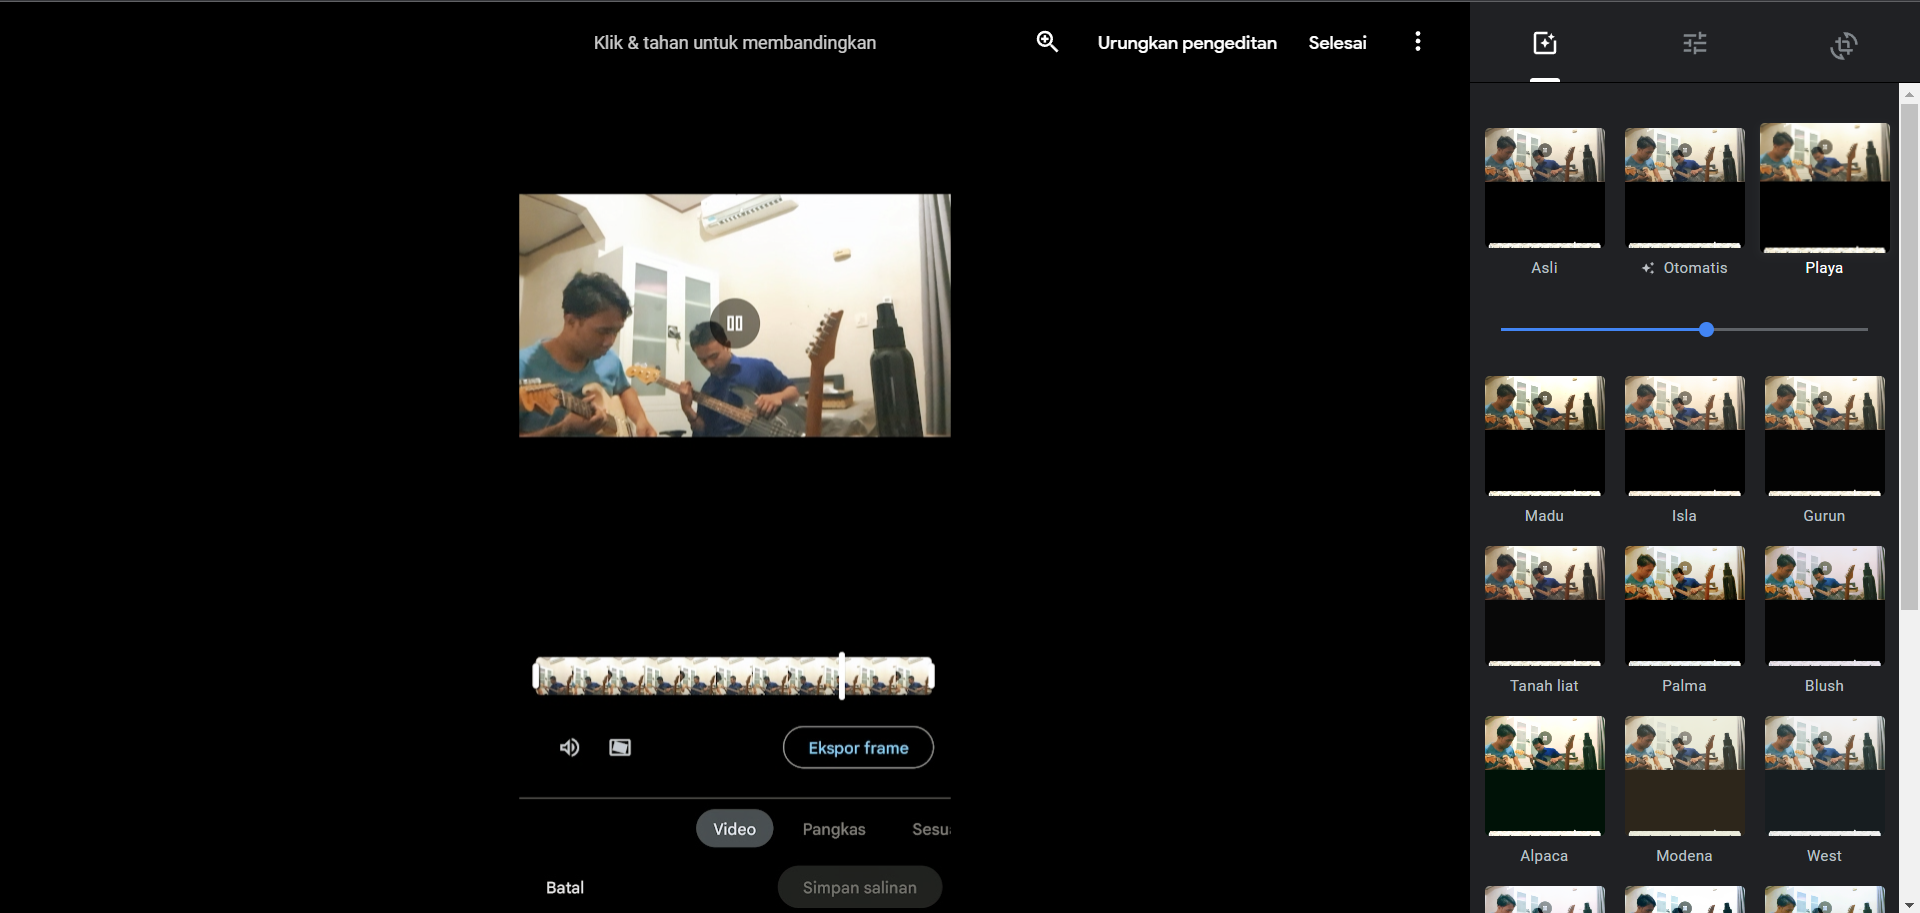 Klik & tahan untuk membandingkan
Urungkan pengeditan
Selesai
Asli
Otomatis
Playa
Madu
Isla
Gurun
Tanah liat
Palma
Blush
Alpaca
Modena
West
Ekspor frame
Video
Pangkas
Batal
Simpan salinan